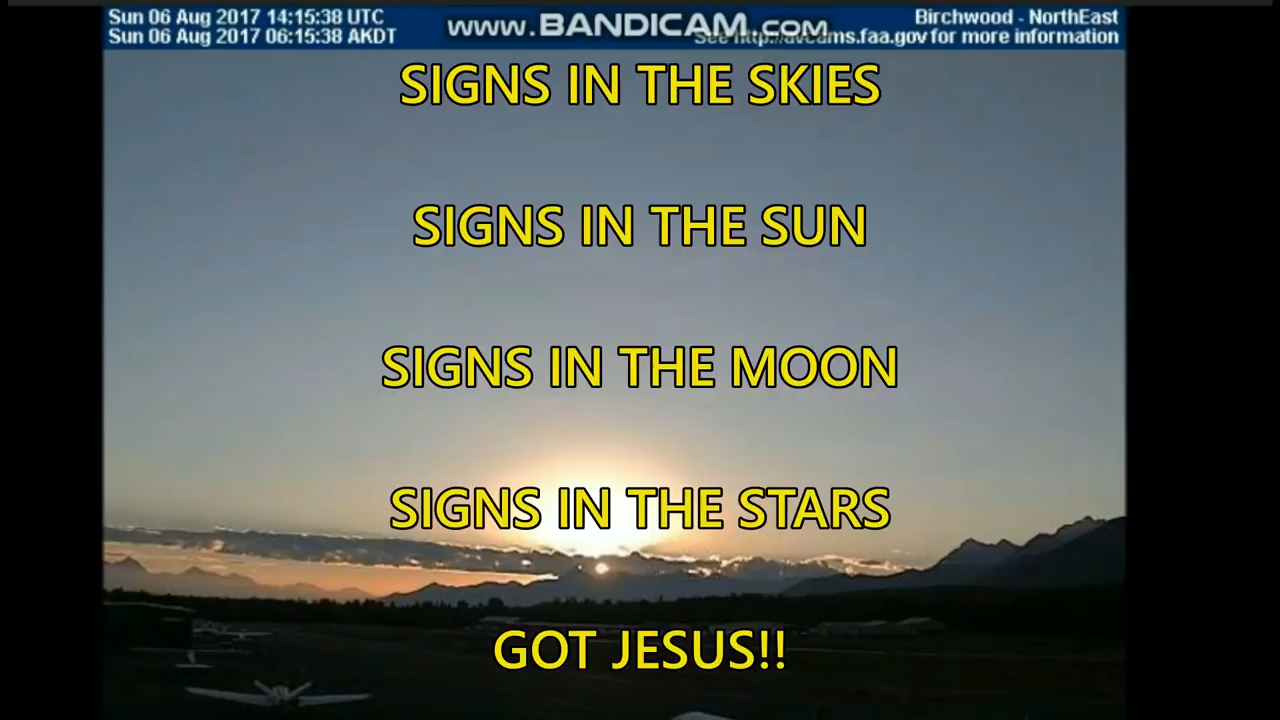 Sun 06 Aug 2017 14:15:38 UTC
Sun 06 Aug 2017 06:15:38 AKDT
www.BANDICAM.COM
Birchwood - NorthEast
See http://avcams.faa.gov for more information
SIGNS IN THE SKIES
SIGNS IN THE SUN
SIGNS IN THE MOON
SIGNS IN THE STARS
GOT JESUS!!